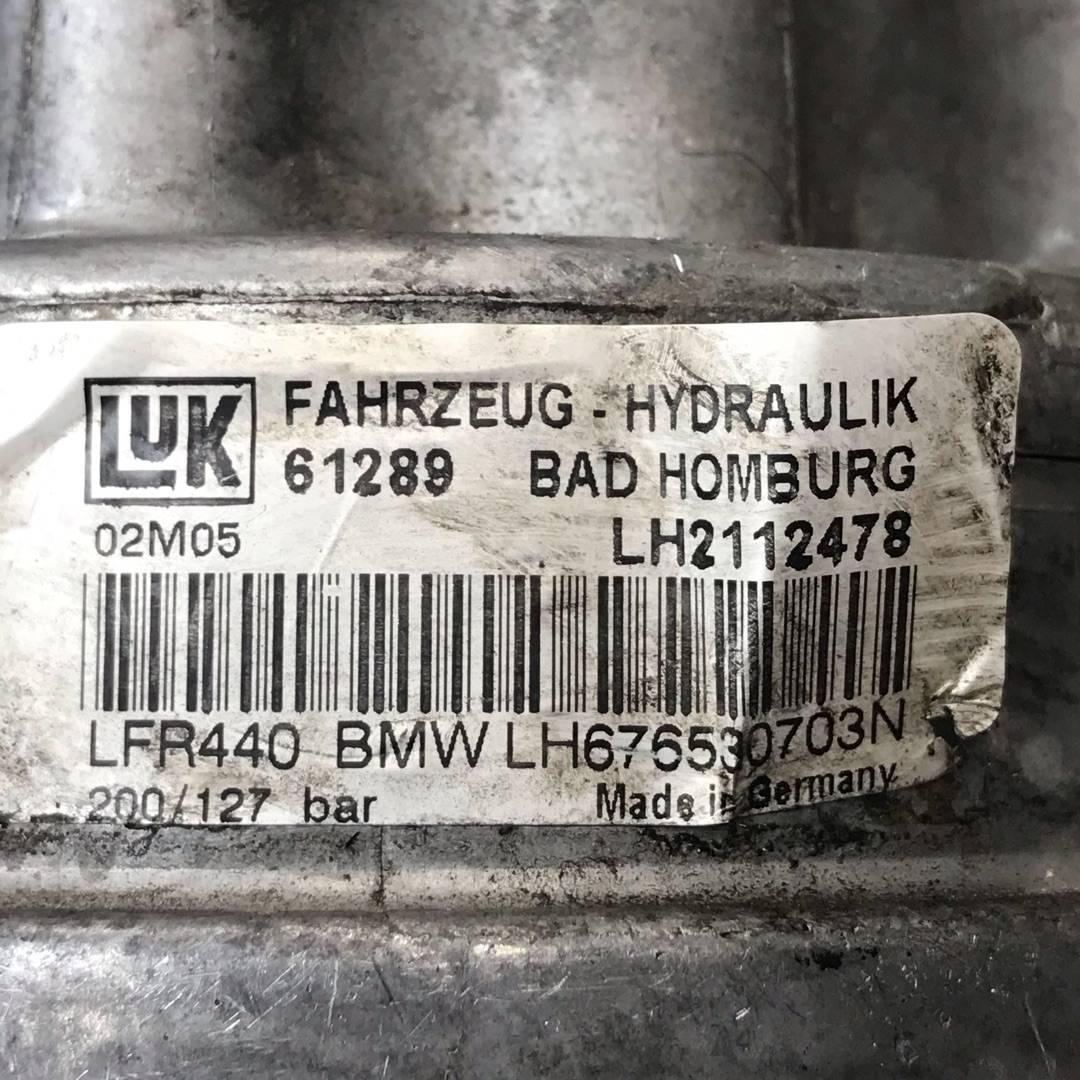 LUK FAHRZEUG - HYDRAULIK
61289 BAD HOMBURG
02M05 LH2112478
LFR440 BMW LH676530703N
200/127 bar Made in Germany